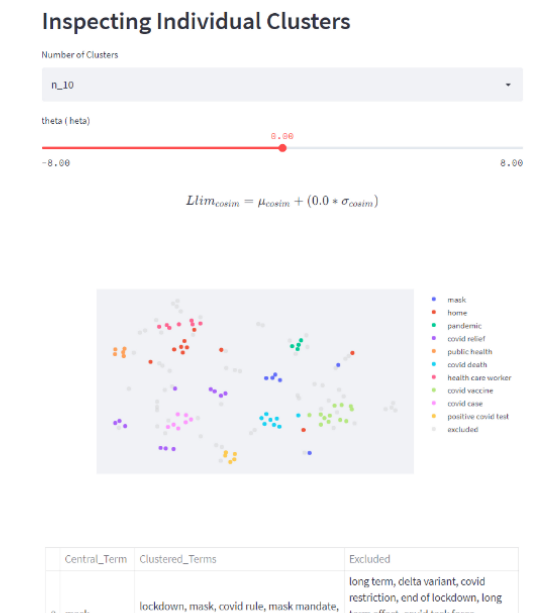 Inspecting Individual Clusters
Number of Clusters
n_10
theta ( heta)
0.00
-8.00 8.00
Llim_cosim = μ_cosim + (0.0 * σ_cosim)
mask
home
pandemic
covid relief
public health
covid death
health care worker
covid vaccine
covid case
positive covid test
excluded
Central_Term Clustered_Terms Excluded
long term, delta variant, covid
restriction, end of lockdown, long
lockdown, mask, covid rule, mask mandate,